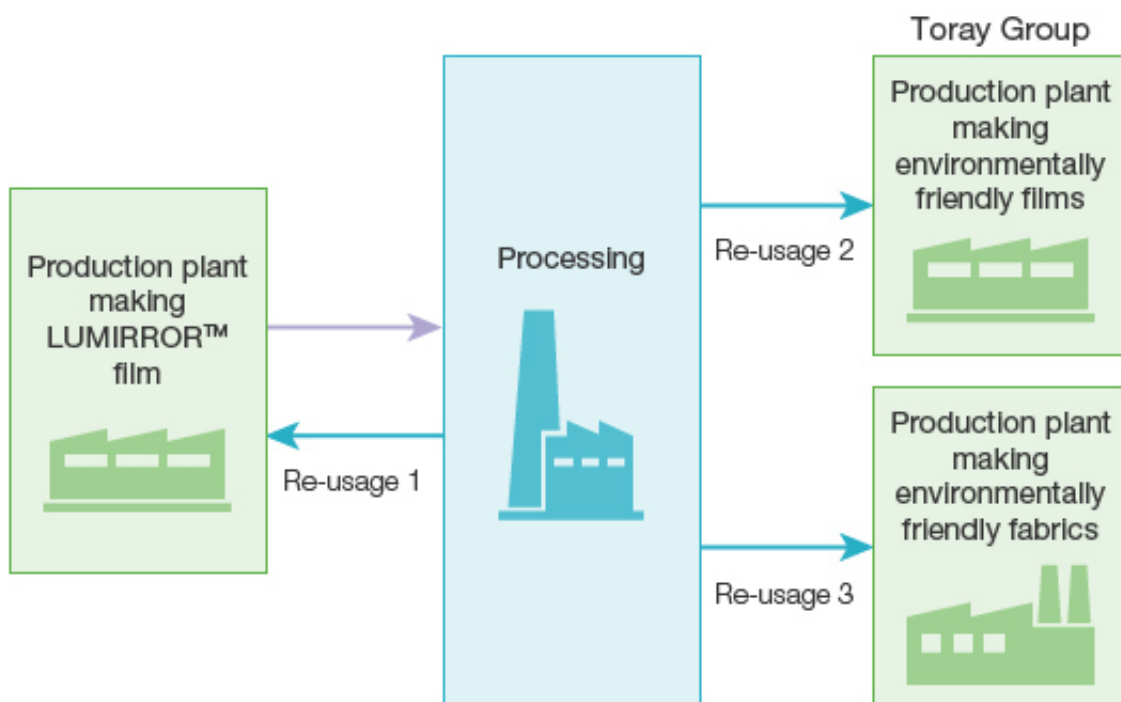 Toray Group
Production plant
making
environmentally
friendly films
Production plant
making
LUMIRROR™
film
Processing
Re-usage 1
Re-usage 2
Production plant
making
environmentally
friendly fabrics
Re-usage 3